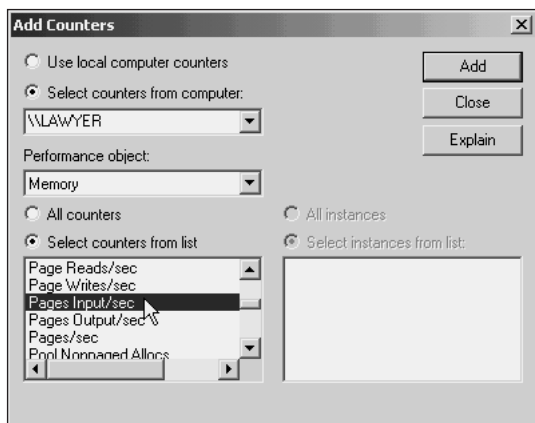 Add Counters
Use local computer counters
Select counters from computer:
\\LAWYER
Performance object:
Memory
All counters
Select counters from list
Page Reads/sec
Page Writes/sec
Pages Input/sec
Pages Output/sec
Pages/sec
Pool Nonpaged Allocs
Add
Close
Explain
All instances
Select instances from list: